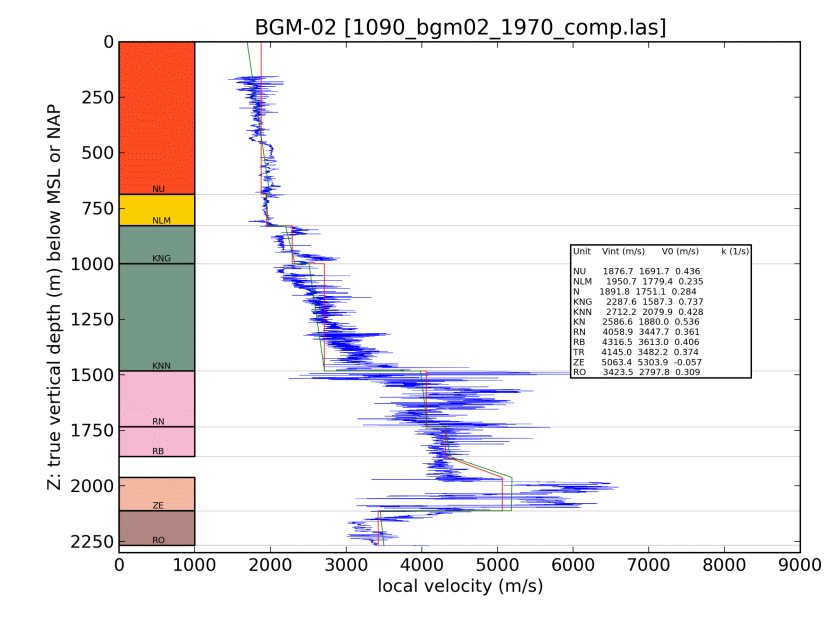 BGM-02 [1090_bgm02_1970_comp.las]
Z: true vertical depth (m) below MSL or NAP
0
250
500
750
1000
1250
1500
1750
2000
2250
NU
NLM
KNG
KNN
RN
RB
ZE
RO
Unit Vint (m/s) V0 (m/s) k (1/s)
NU 1876.7 1691.7 0.436
NLM 1950.7 1779.4 0.235
N 1891.8 1751.1 0.284
KNG 2287.6 1587.3 0.737
KNN 2712.2 2079.9 0.428
KN 2586.6 1880.0 0.536
RN 4058.9 3447.7 0.361
RB 4316.5 3613.0 0.406
TR 4145.0 3482.2 0.374
ZE 5063.4 5303.9 -0.057
RO 3423.5 2797.8 0.309
0 1000 2000 3000 4000 5000 6000 7000 8000 9000
local velocity (m/s)